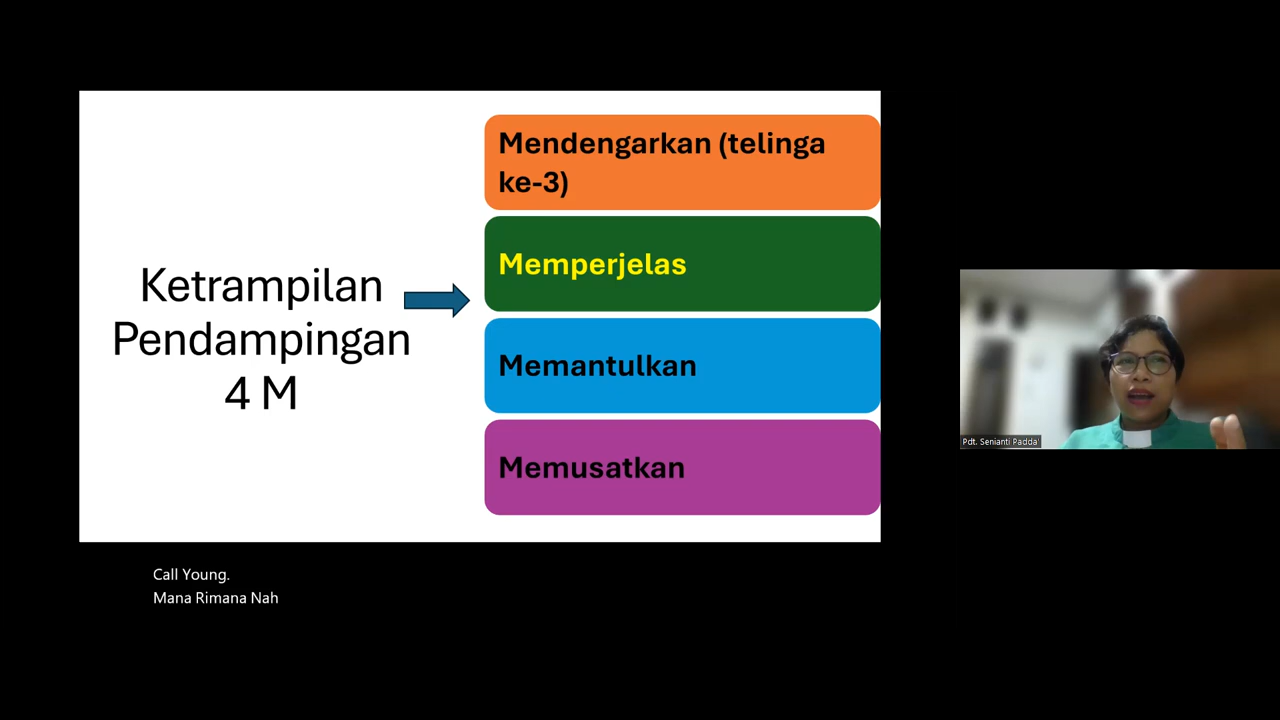 Ketrampilan
Pendampingan
4 M
Mendengarkan (telinga
ke-3)
Memperjelas
Memantulkan
Memusatkan
Pdt. Senianti Padda'
Call Young.
Mana Rimana Nah